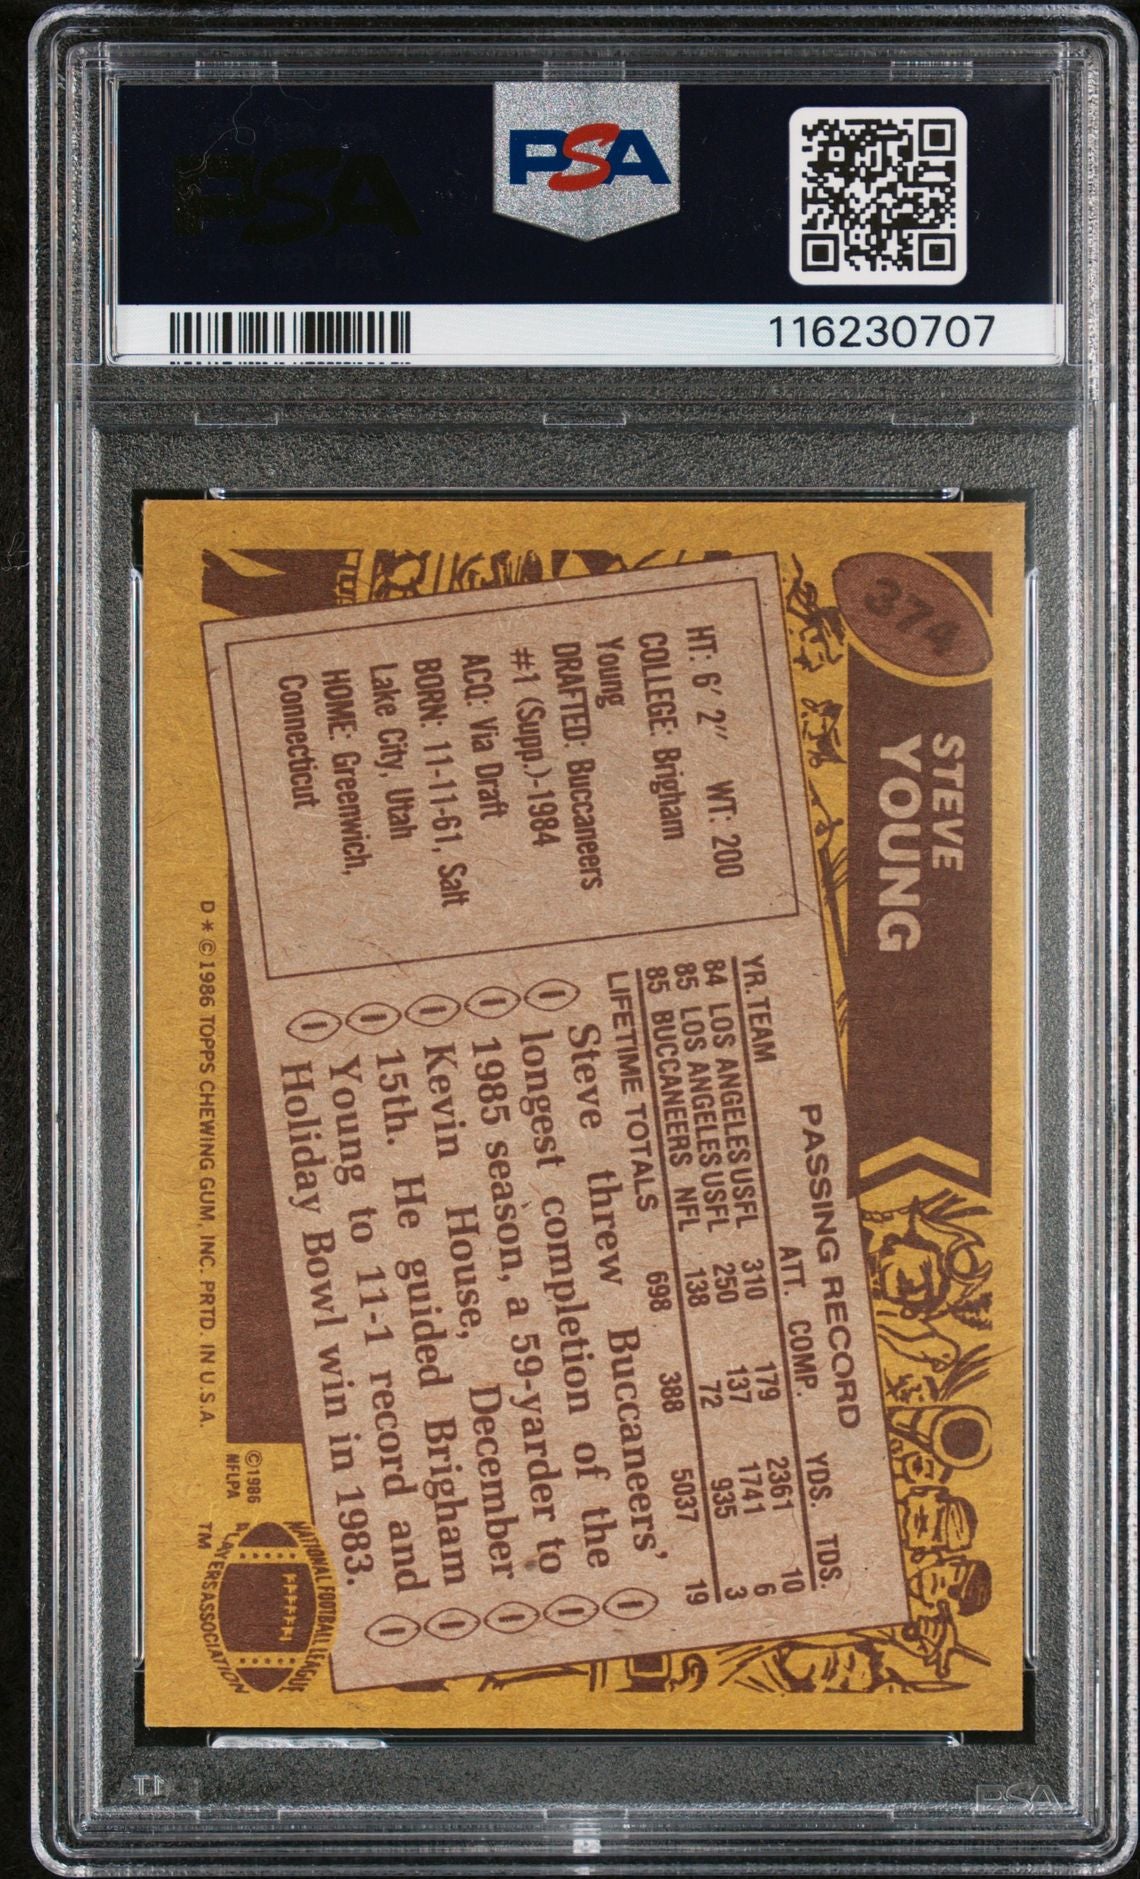 PSA
PSA
116230707
374
STEVE
YOUNG
HT: 6′ 2″ WT: 200
COLLEGE: Brigham
Young
DRAFTED: Buccaneers
#1 (Supp.)-1984
ACQ: Via Draft
BORN: 11-11-61, Salt
Lake City, Utah
HOME: Greenwich,
Connecticut
PASSING RECORD
YR. TEAM ATT. COMP. YDS. TDS.
84 LOS ANGELES USFL 310 179 2361 10
85 LOS ANGELES USFL 250 137 1741 6
85 BUCCANEERS NFL 138 72 935 3
LIFETIME TOTALS 698 388 5037 19
Steve threw Buccaneers'
longest completion of the
1985 season, a 59-yarder to
Kevin House, December
15th. He guided Brigham
Young to 11-1 record and
Holiday Bowl win in 1983.
D * © 1986 TOPPS CHEWING GUM, INC. PRTD. IN U.S.A.
© 1986
NFLPA
NATIONAL FOOTBALL LEAGUE
PLAYERS ASSOCIATION
TM
PSA